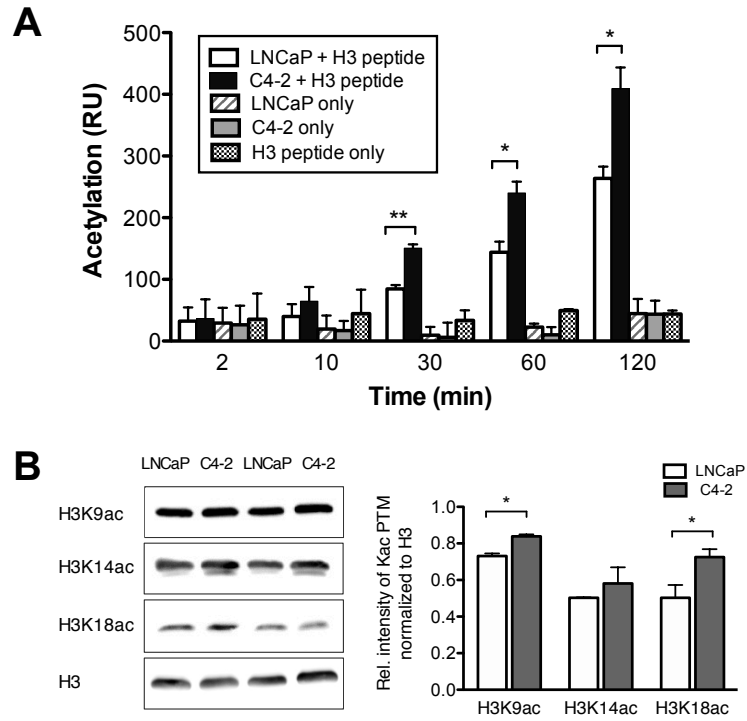 A
500
400
300
200
100
0
Acetylation (RU)
LNCaP + H3 peptide
C4-2 + H3 peptide
LNCaP only
C4-2 only
H3 peptide only
** * *
2 10 30 60 120
Time (min)
B
LNCaP C4-2 LNCaP C4-2
H3K9ac
H3K14ac
H3K18ac
H3
LNCaP
C4-2
Rel. intensity of Kac PTM
normalized to H3
1.0
0.8
0.6
0.4
0.2
0.0
* *
H3K9ac H3K14ac H3K18ac